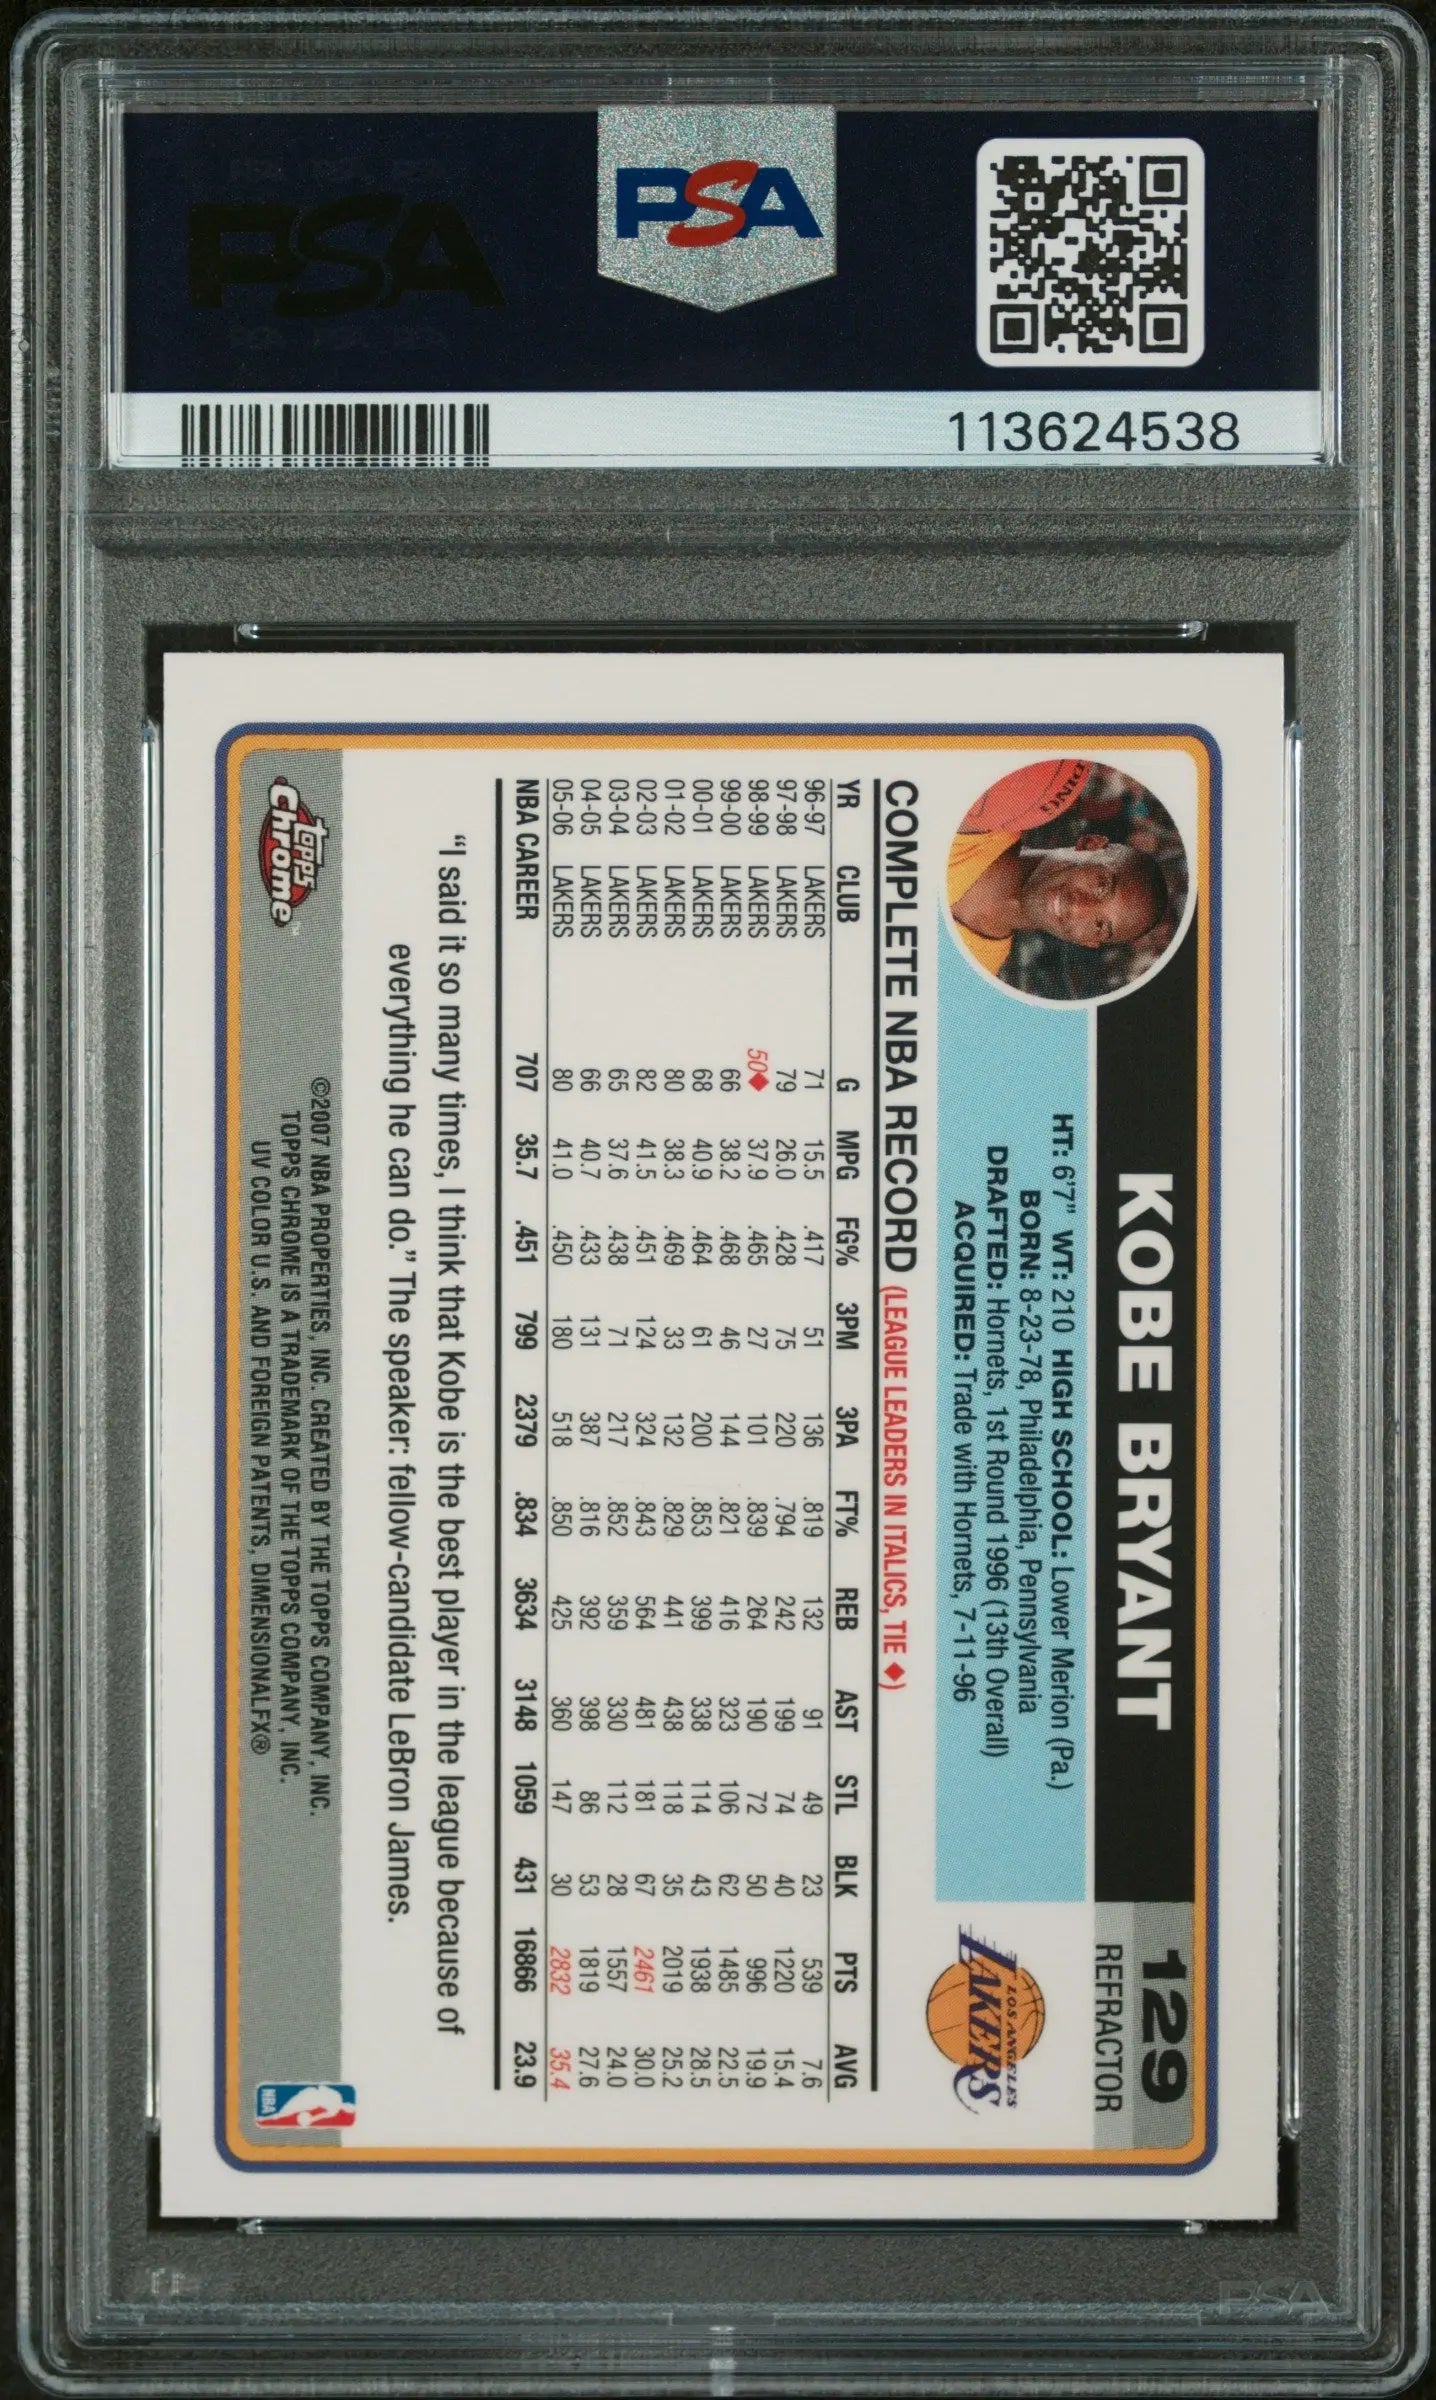 PSA
PSA
113624538
129
REFRACTOR
KOBE BRYANT
HT: 6'7" WT: 210 HIGH SCHOOL: Lower Merion (Pa.)
BORN: 8-23-78, Philadelphia, Pennsylvania
DRAFTED: Hornets, 1st Round 1996 (13th Overall)
ACQUIRED: Trade with Hornets, 7-11-96
LOS ANGELES
LAKERS
COMPLETE NBA RECORD (LEAGUE LEADERS IN ITALICS, TIE ♦)
YR CLUB G MPG FG% 3PM 3PA FT% REB AST STL BLK PTS AVG
96-97 LAKERS 71 15.5 .417 51 136 .819 132 91 49 23 539 7.6
97-98 LAKERS 79 26.0 .428 75 220 .794 242 199 74 40 1220 15.4
98-99 LAKERS 50♦ 37.9 .465 27 101 .839 264 190 72 50 996 19.9
99-00 LAKERS 66 38.2 .468 46 144 .821 416 323 106 62 1485 22.5
00-01 LAKERS 68 40.9 .464 61 200 .853 399 338 114 43 1938 28.5
01-02 LAKERS 80 38.3 .469 33 132 .829 441 438 118 35 2019 25.2
02-03 LAKERS 82 41.5 .451 124 324 .843 564 481 181 67 2461 30.0
03-04 LAKERS 65 37.6 .438 71 217 .852 359 330 112 28 1557 24.0
04-05 LAKERS 66 40.7 .433 131 387 .816 392 398 86 53 1819 27.6
05-06 LAKERS 80 41.0 .450 180 518 .850 425 360 147 30 2832 35.4
NBA CAREER 707 35.7 .451 799 2379 .834 3634 3148 1059 431 16866 23.9
"I said it so many times, I think that Kobe is the best player in the league because of
everything he can do." The speaker: fellow-candidate LeBron James.
topps
Chrome™
©2007 NBA PROPERTIES, INC. CREATED BY THE TOPPS COMPANY, INC.
TOPPS CHROME IS A TRADEMARK OF THE TOPPS COMPANY, INC.
UV COLOR U.S. AND FOREIGN PATENTS, DIMENSIONAL FX®
NBA
PSA